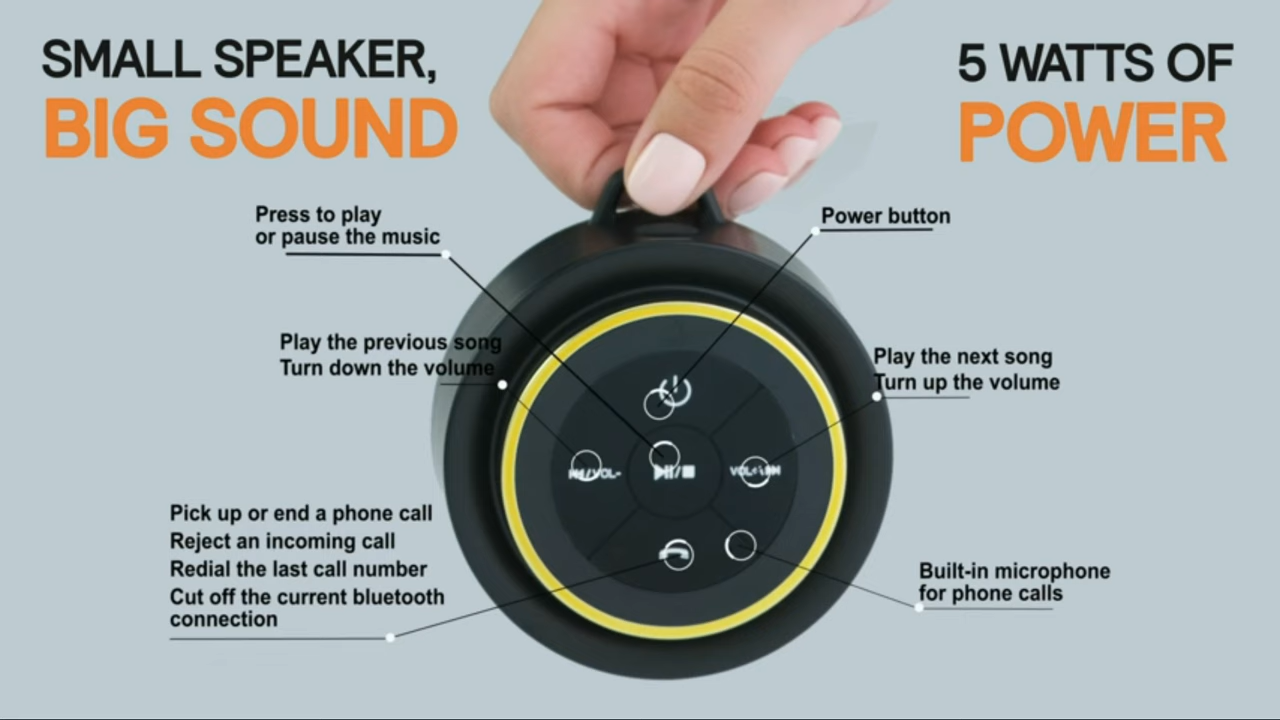 SMALL SPEAKER,
BIG SOUND
5 WATTS OF
POWER
Press to play
or pause the music
Power button
Play the previous song
Turn down the volume
Play the next song
Turn up the volume
Pick up or end a phone call
Reject an incoming call
Redial the last call number
Cut off the current bluetooth
connection
Built-in microphone
for phone calls